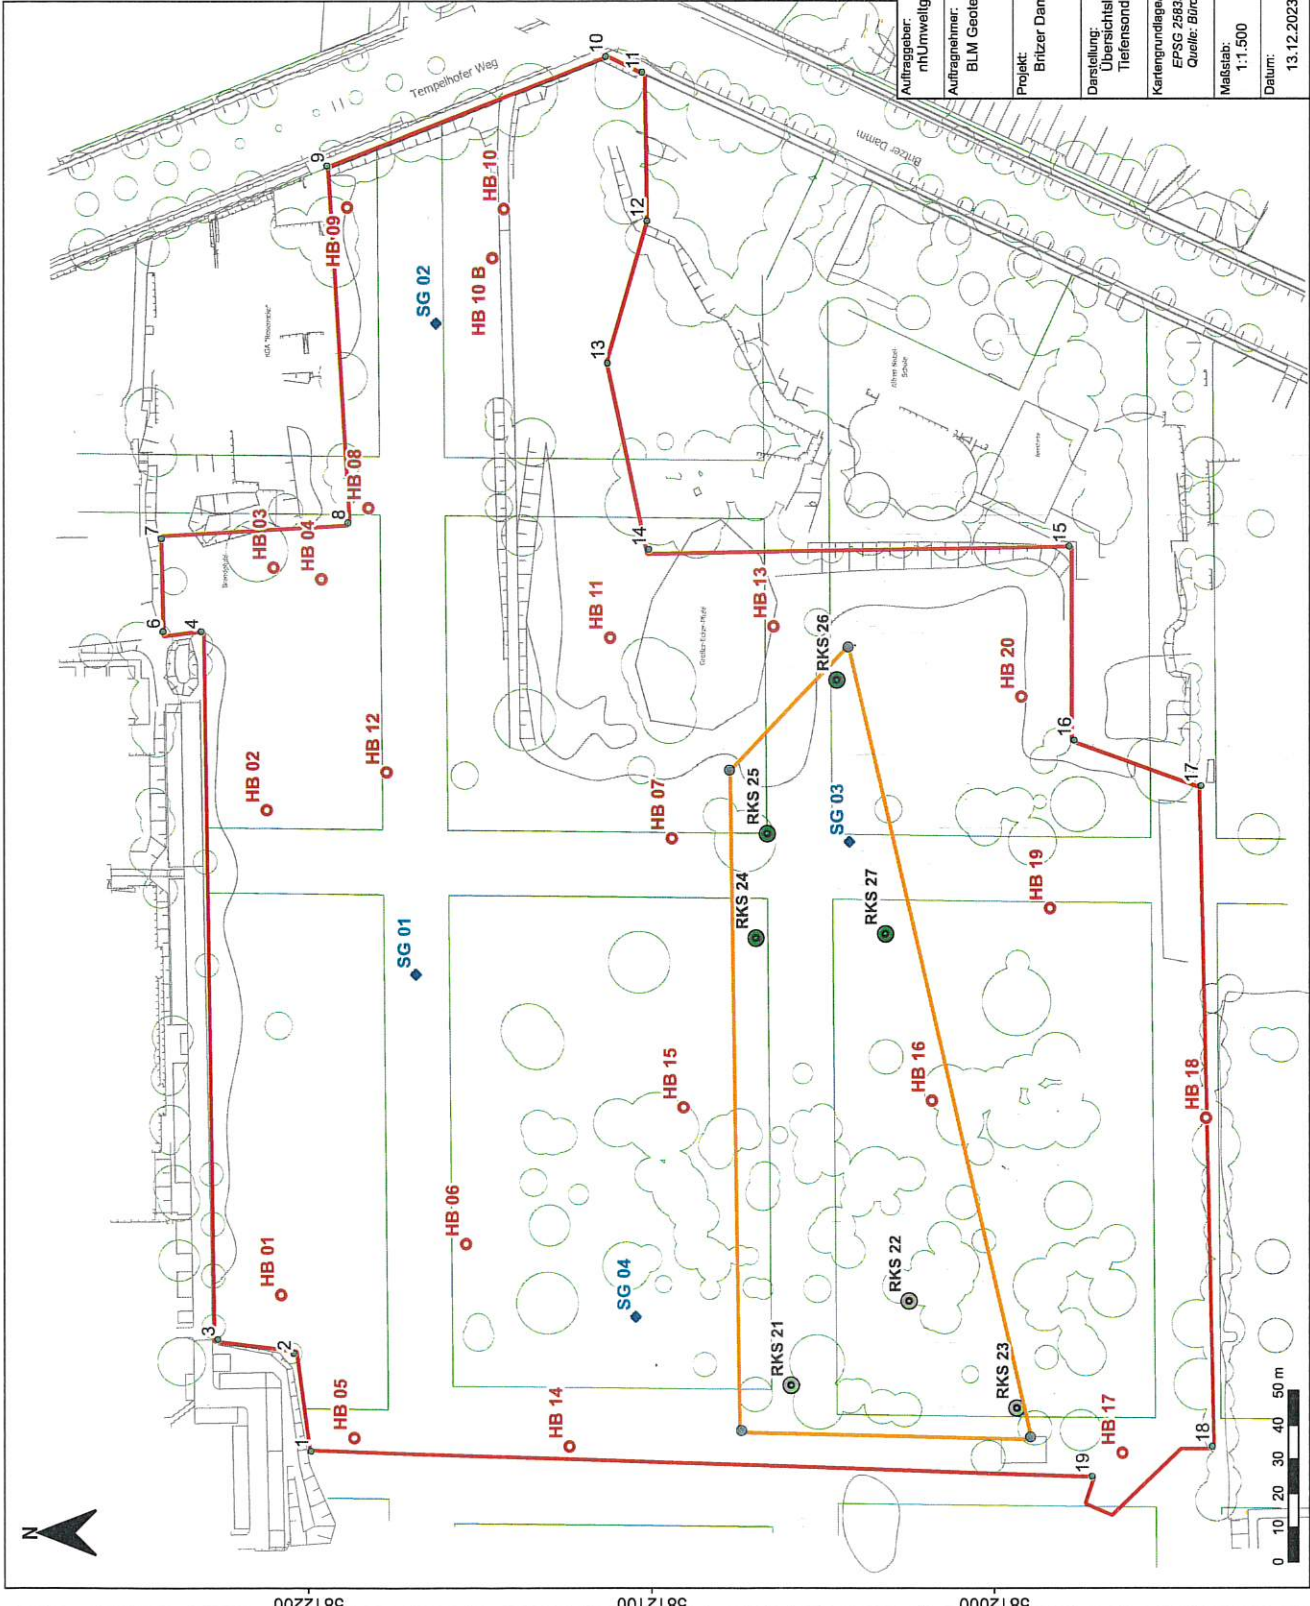 N
Tempelhofer Weg
Britzer Damm
1
2
3
4
6
7
8
9
10
11
12
13
14
15
16
17
18
19
HB 01
HB 02
HB 03
HB 04
HB 05
HB 06
HB 07
HB 08
HB 09
HB 10
HB 10 B
HB 11
HB 12
HB 13
HB 14
HB 15
HB 16
HB 17
HB 18
HB 19
HB 20
SG 01
SG 02
SG 03
SG 04
RKS 21
RKS 22
RKS 23
RKS 24
RKS 25
RKS 26
RKS 27
0 10 20 30 40 50 m
5812200
5812100
5812000
Auftraggeber:
nhUmweltg
Auftragnehmer:
BLM Geote
Projekt:
Britzer Dam
Darstellung:
Übersichtsl
Tiefensond
Kartengrundlage:
EPSG 2583
Quelle: Büro
Maßstab:
1:1.500
Datum:
13.12.2023